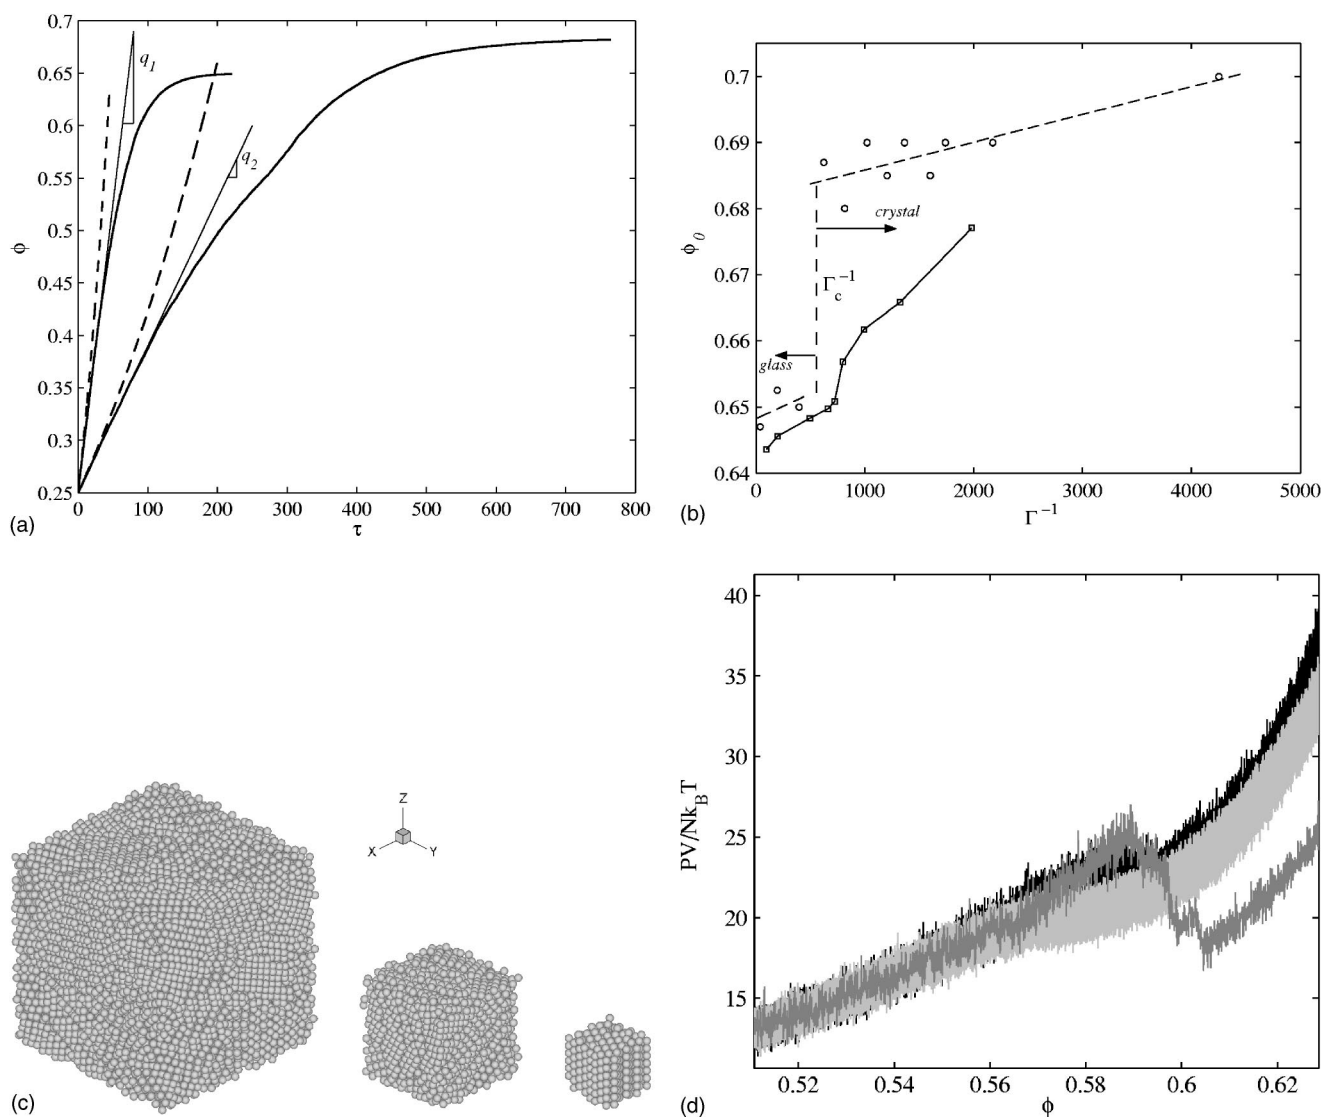 0.7
0.65
0.6
0.55
0.5
0.45
0.4
0.35
0.3
0.25
ϕ
q1
q2
0 100 200 300 400 500 600 700 800
τ
(a)
0.7
0.69
0.68
0.67
0.66
0.65
0.64
ϕ0
crystal
Γc−1
glass
0 1000 2000 3000 4000 5000
Γ−1
(b)
Z
X Y
(c)
40
35
30
25
20
15
PV/NkBT
0.52 0.54 0.56 0.58 0.6 0.62
ϕ
(d)